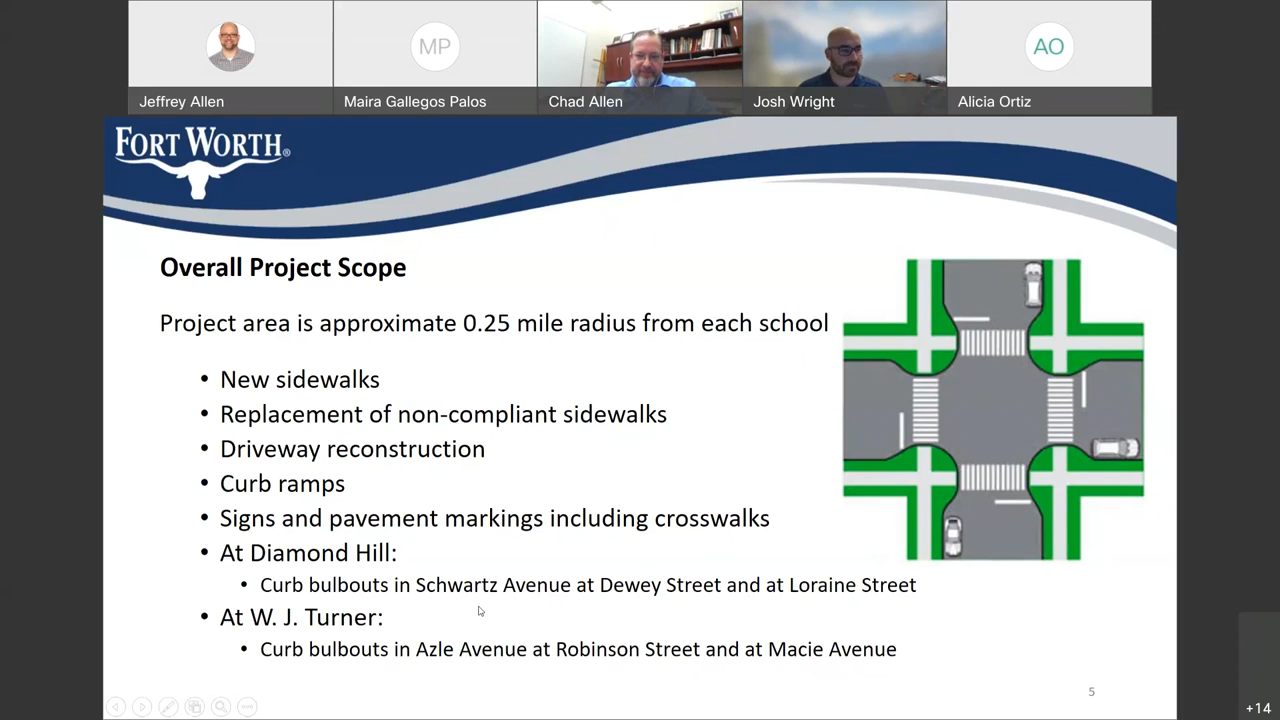 MP
AO
Jeffrey Allen
Maira Gallegos Palos
Chad Allen
Josh Wright
Alicia Ortiz
FORT WORTH®
Overall Project Scope
Project area is approximate 0.25 mile radius from each school
• New sidewalks
• Replacement of non-compliant sidewalks
• Driveway reconstruction
• Curb ramps
• Signs and pavement markings including crosswalks
• At Diamond Hill:
• Curb bulbouts in Schwartz Avenue at Dewey Street and at Loraine Street
• At W. J. Turner:
• Curb bulbouts in Azle Avenue at Robinson Street and at Macie Avenue
5
+14